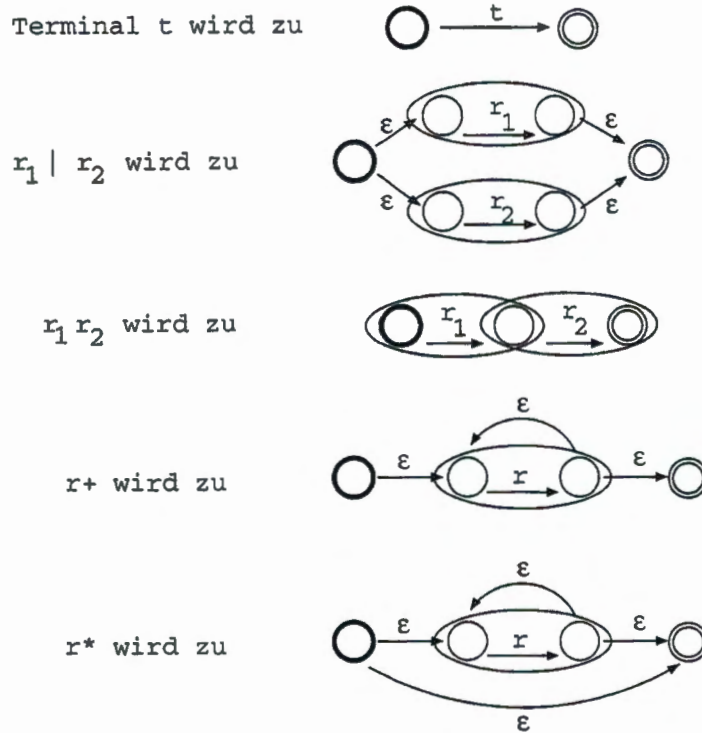 Terminal t wird zu
t
ε r₁ ε
r₁ | r₂ wird zu
ε r₂ ε
r₁ r₂ wird zu
r₁ r₂
ε
r+ wird zu
ε r ε
ε
r* wird zu
ε r ε
ε